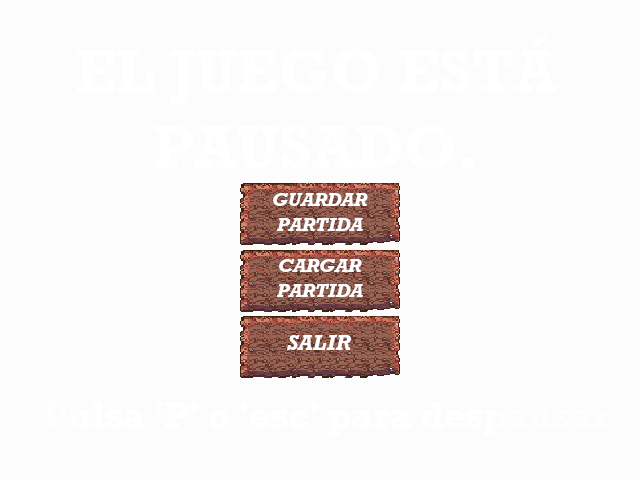 EL JUEGO ESTÁ
PAUSADO.
GUARDAR
PARTIDA
CARGAR
PARTIDA
SALIR
Pulsa 'P' o 'esc' para despausar